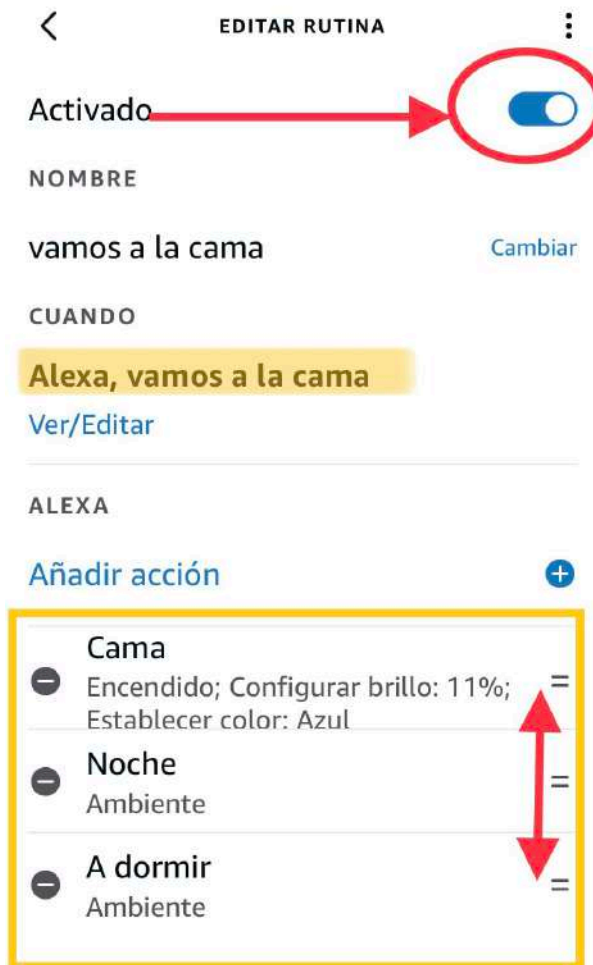 EDITAR RUTINA
Activado
NOMBRE
vamos a la cama Cambiar
CUANDO
Alexa, vamos a la cama
Ver/Editar
ALEXA
Añadir acción
Cama
Encendido; Configurar brillo: 11%;
Establecer color: Azul
Noche
Ambiente
A dormir
Ambiente